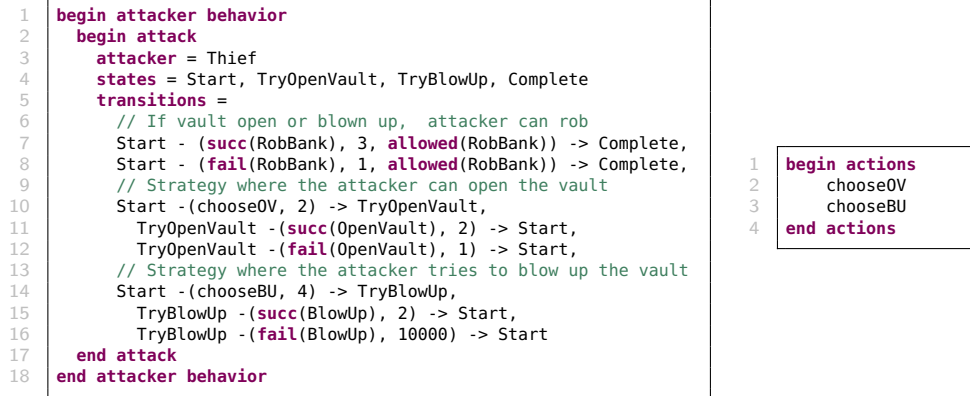 1 begin attacker behavior
2   begin attack
3     attacker = Thief
4     states = Start, TryOpenVault, TryBlowUp, Complete
5     transitions =
6       // If vault open or blown up,  attacker can rob
7       Start - (succ(RobBank), 3, allowed(RobBank)) -> Complete,
8       Start - (fail(RobBank), 1, allowed(RobBank)) -> Complete,
9       // Strategy where the attacker can open the vault
10       Start -(chooseOV, 2) -> TryOpenVault,
11         TryOpenVault -(succ(OpenVault), 2) -> Start,
12         TryOpenVault -(fail(OpenVault), 1) -> Start,
13       // Strategy where the attacker tries to blow up the vault
14       Start -(chooseBU, 4) -> TryBlowUp,
15         TryBlowUp -(succ(BlowUp), 2) -> Start,
16         TryBlowUp -(fail(BlowUp), 10000) -> Start
17   end attack
18 end attacker behavior
1 begin actions
2     chooseOV
3     chooseBU
4 end actions